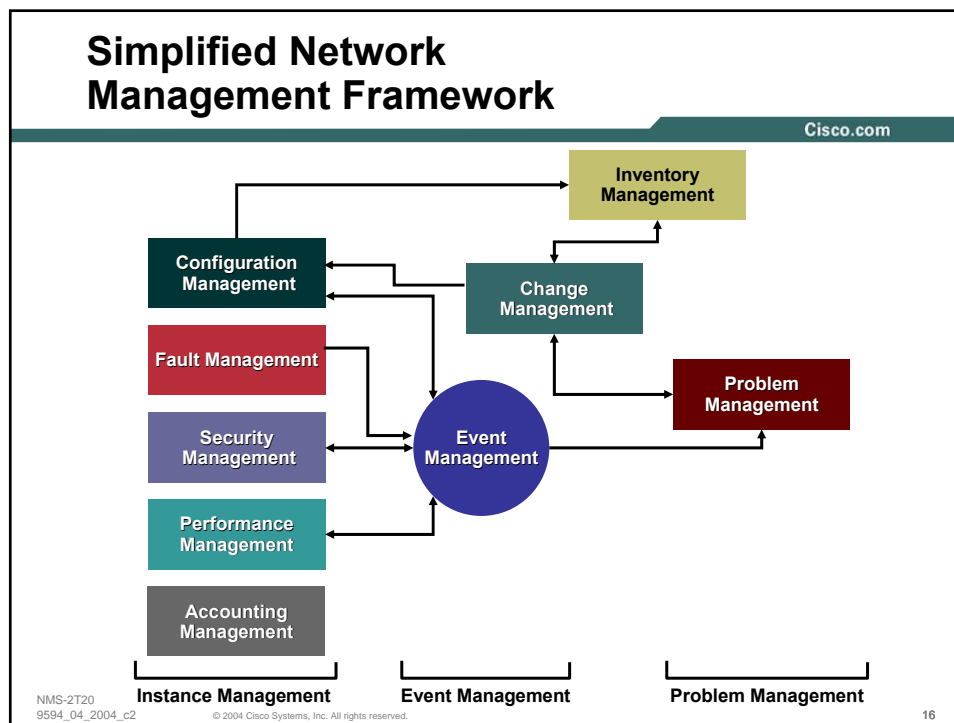 Simplified Network
Management Framework
Cisco.com
Inventory
Management
Configuration
Management
Change
Management
Fault Management
Problem
Management
Security
Management
Event
Management
Performance
Management
Accounting
Management
Instance Management
Event Management
Problem Management
NMS-2T20
9594_04_2004_c2
© 2004 Cisco Systems, Inc. All rights reserved.
16